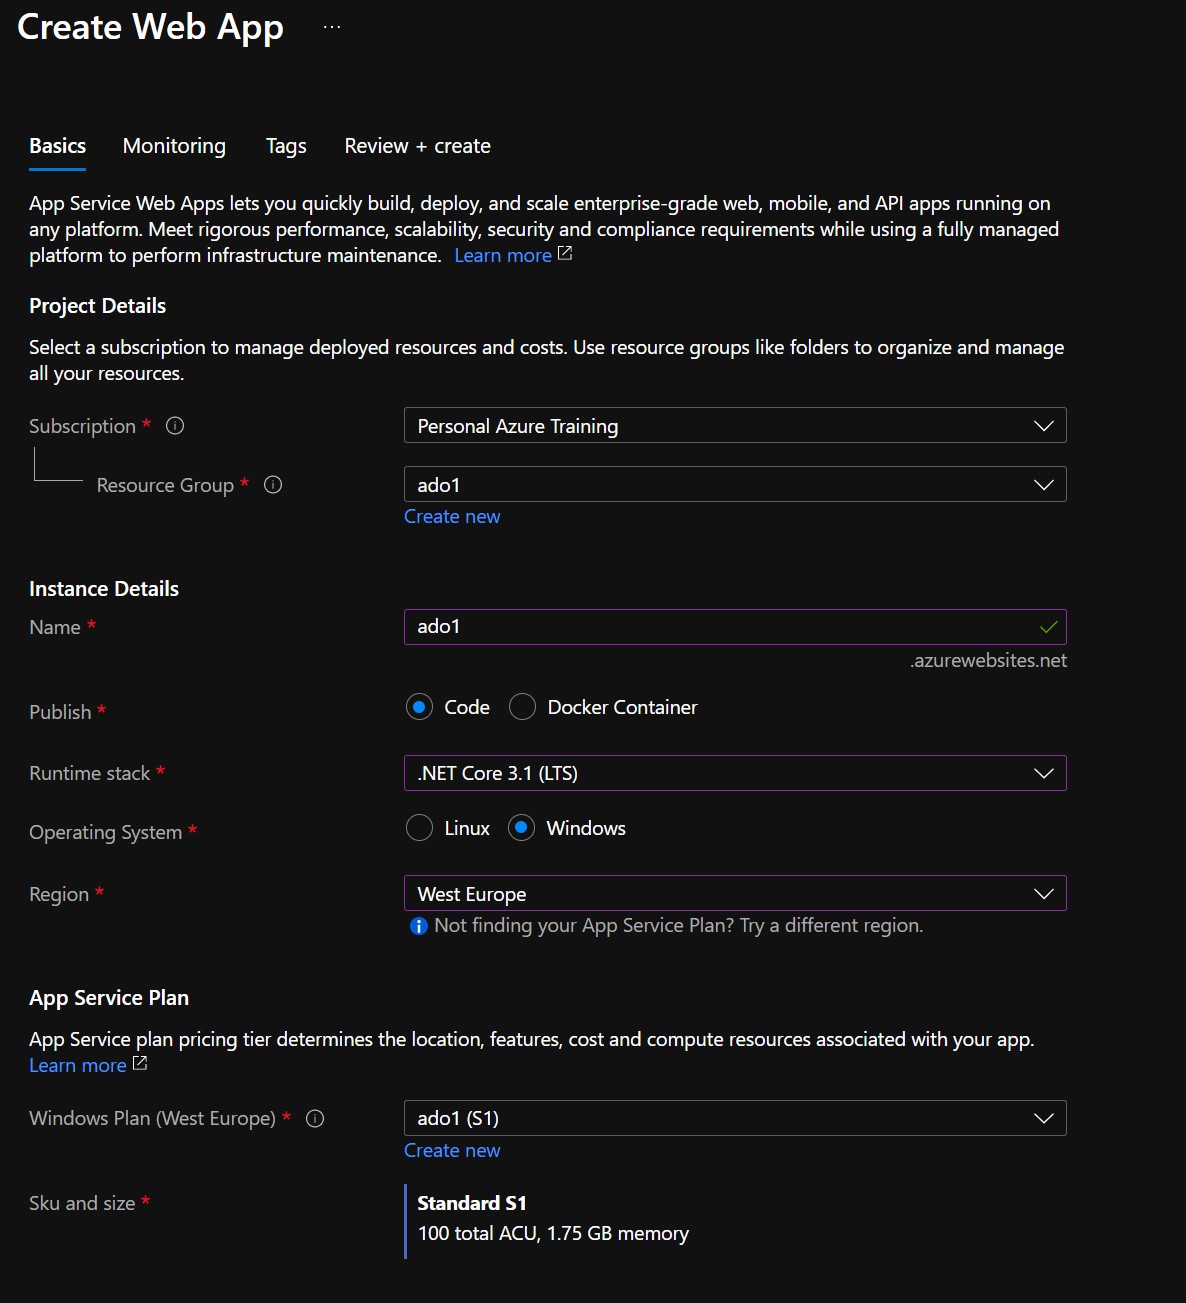 Create Web App ...
Basics Monitoring Tags Review + create
App Service Web Apps lets you quickly build, deploy, and scale enterprise-grade web, mobile, and API apps running on
any platform. Meet rigorous performance, scalability, security and compliance requirements while using a fully managed
platform to perform infrastructure maintenance. Learn more
Project Details
Select a subscription to manage deployed resources and costs. Use resource groups like folders to organize and manage
all your resources.
Subscription * Personal Azure Training
Resource Group * ado1
Create new
Instance Details
Name * ado1
.azurewebsites.net
Publish * Code Docker Container
Runtime stack * .NET Core 3.1 (LTS)
Operating System * Linux Windows
Region * West Europe
Not finding your App Service Plan? Try a different region.
App Service Plan
App Service plan pricing tier determines the location, features, cost and compute resources associated with your app.
Learn more
Windows Plan (West Europe) * ado1 (S1)
Create new
Sku and size * Standard S1
100 total ACU, 1.75 GB memory